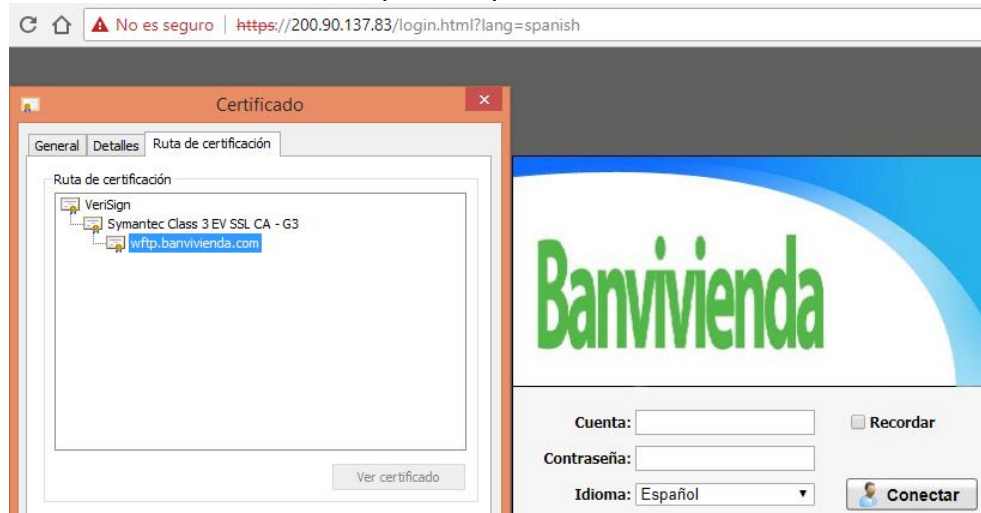 No es seguro | https://200.90.137.83/login.html?lang=spanish
Certificado
General Detalles Ruta de certificación
Ruta de certificación
VeriSign
Symantec Class 3 EV SSL CA - G3
wftp.banvivienda.com
Ver certificado
Banvivienda
Cuenta: Recordar
Contraseña:
Idioma: Español Conectar